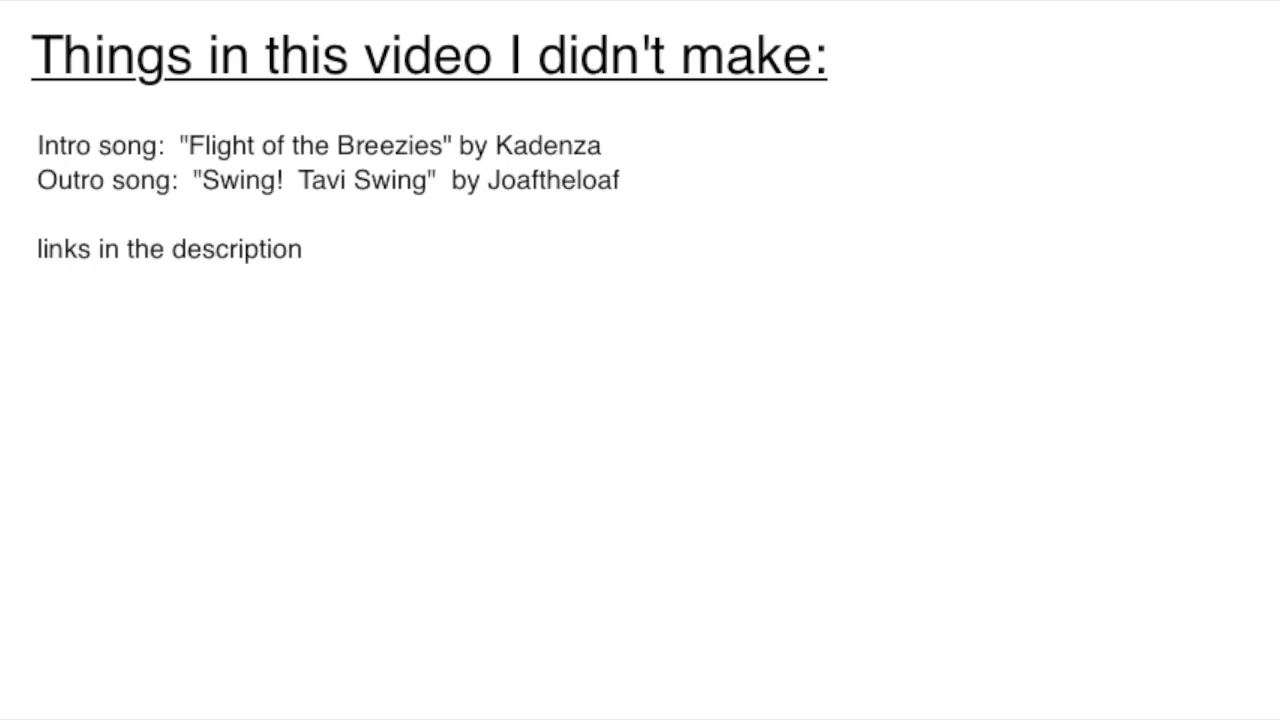 Things in this video I didn't make:
Intro song:  "Flight of the Breezies" by Kadenza
Outro song:  "Swing!  Tavi Swing"  by Joaftheloaf
links in the description